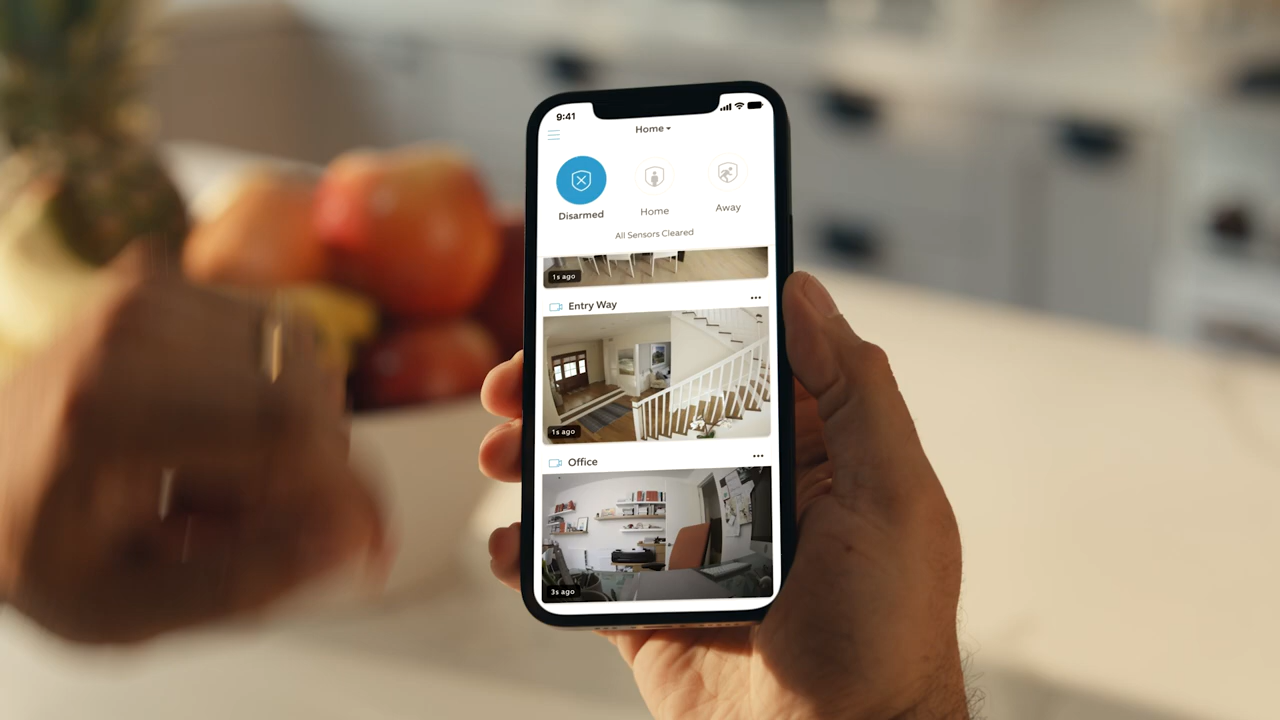 9:41
Home
Disarmed
Home
Away
All Sensors Cleared
1s ago
Entry Way
1s ago
Office
3s ago